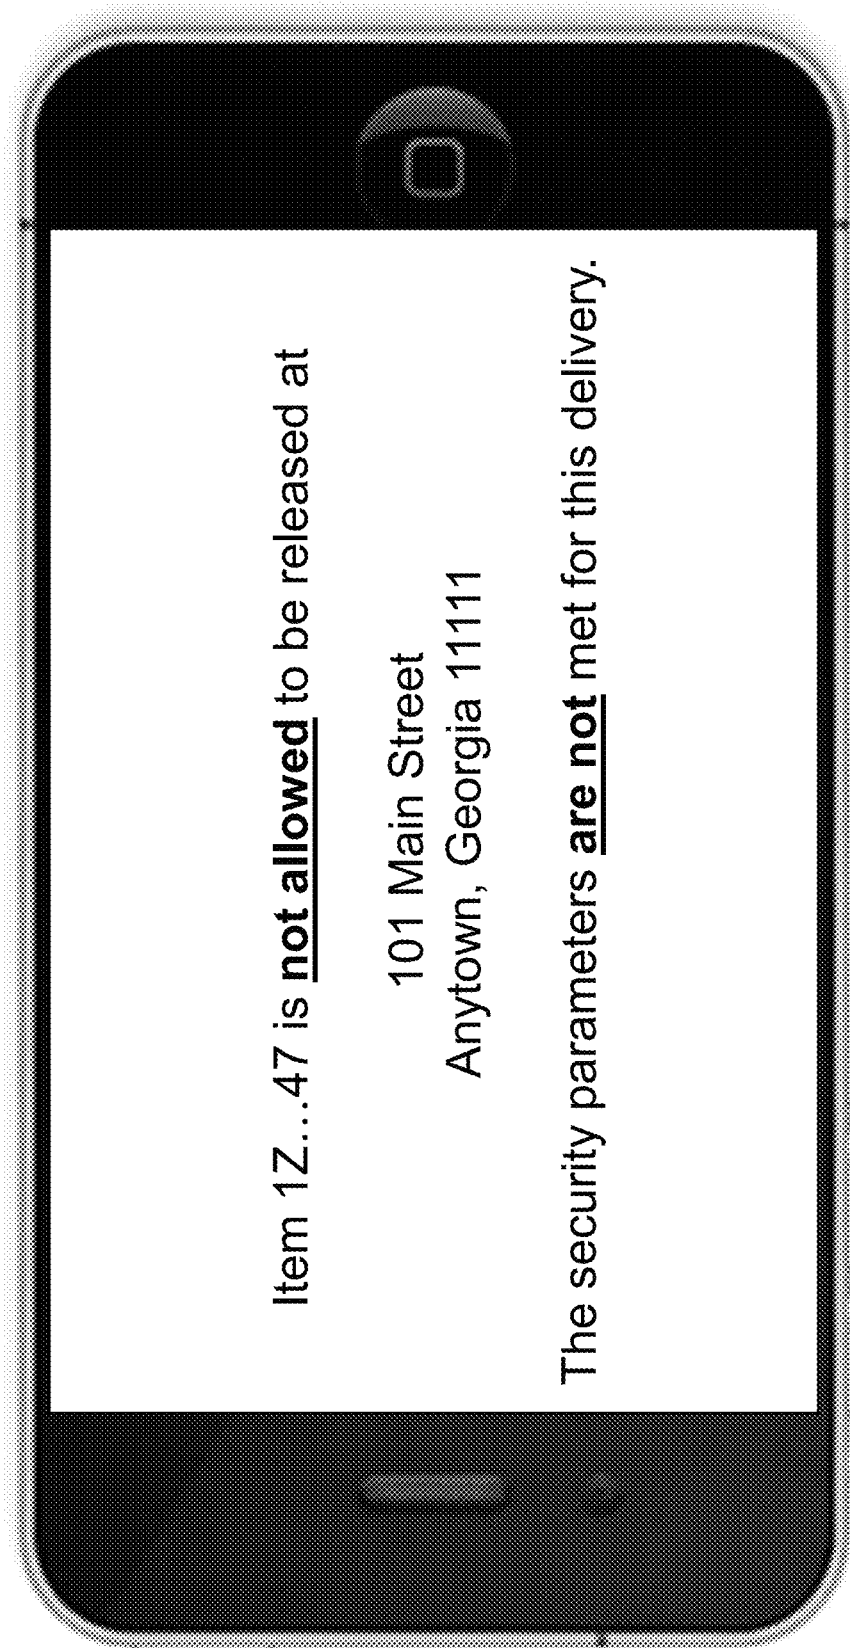 Item 1Z...47 is not allowed to be released at
101 Main Street
Anytown, Georgia 11111
The security parameters are not met for this delivery.